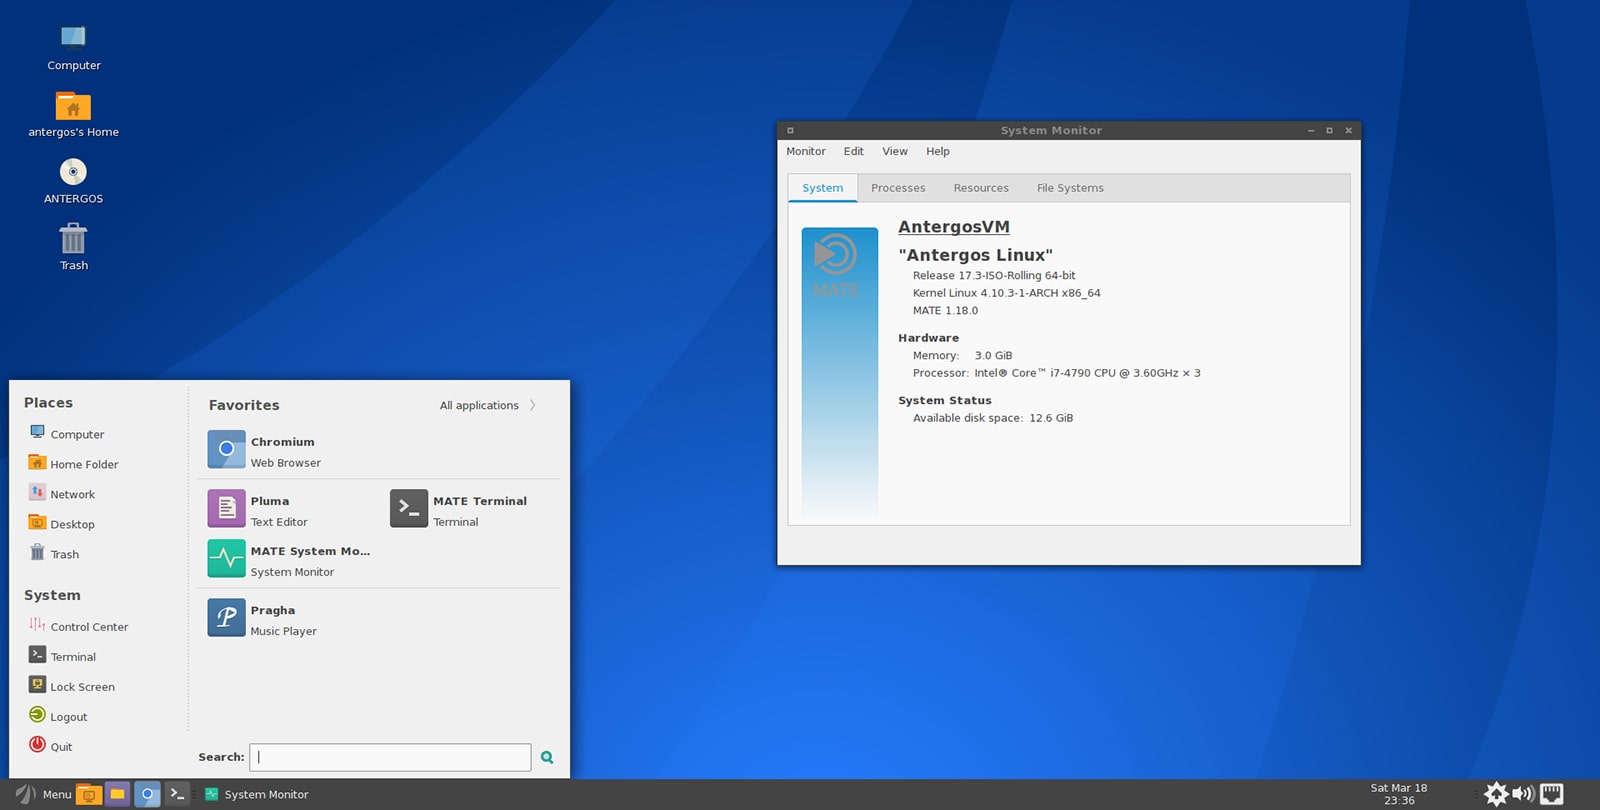 Computer
antergos's Home
ANTERGOS
Trash
System Monitor
Monitor Edit View Help
System Processes Resources File Systems
MATE
AntergosVM
"Antergos Linux"
Release 17.3-ISO-Rolling 64-bit
Kernel Linux 4.10.3-1-ARCH x86_64
MATE 1.18.0
Hardware
Memory: 3.0 GiB
Processor: Intel® Core™ i7-4790 CPU @ 3.60GHz × 3
System Status
Available disk space: 12.6 GiB
Places
Computer
Home Folder
Network
Desktop
Trash
System
Control Center
Terminal
Lock Screen
Logout
Quit
Favorites All applications
Chromium
Web Browser
Pluma
Text Editor
MATE Terminal
Terminal
MATE System Mo...
System Monitor
Pragha
Music Player
Search:
Menu System Monitor
Sat Mar 18
23:36